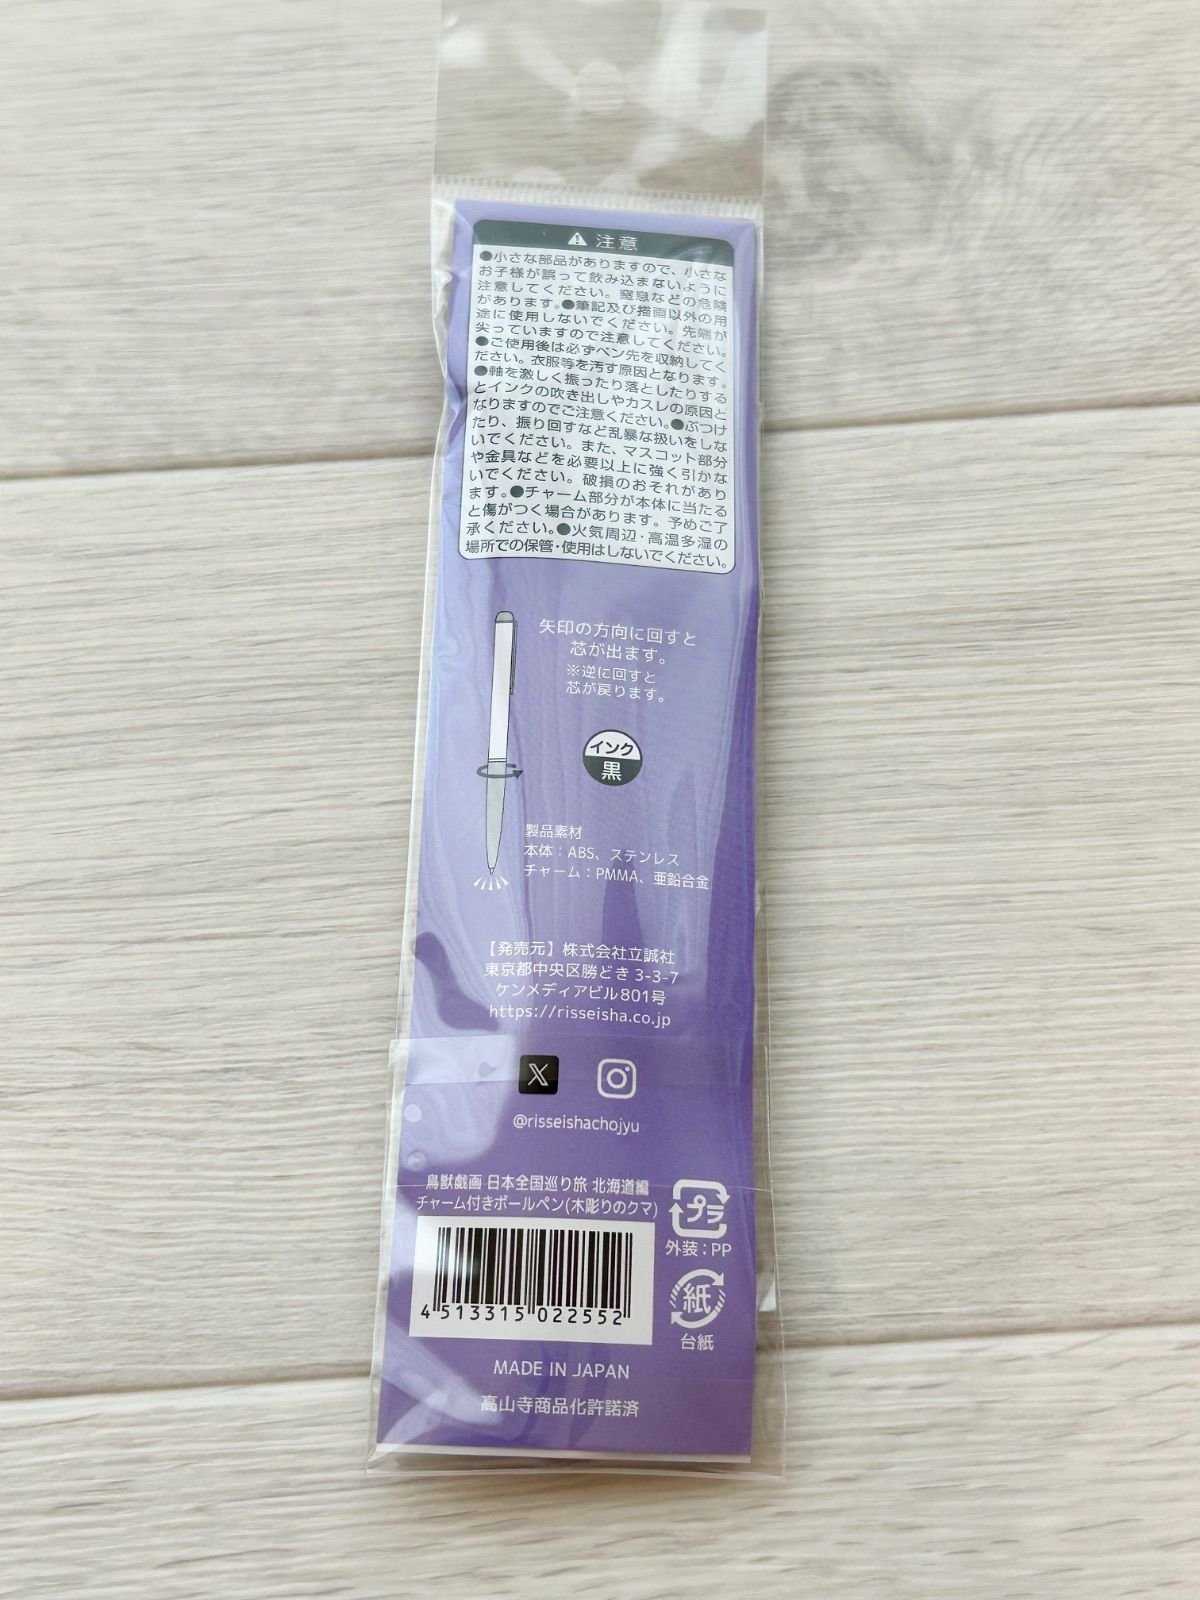 ⚠ 注意
●小さな部品がありますので、小さな
お子様が誤って飲み込まないように
注意してください。窒息などの危険
があります。●筆記及び描画以外の用
途に使用しないでください。先端が
尖っていますので注意してください。
●ご使用後は必ずペン先を収納してく
ださい。衣服等を汚す原因となります。
●軸を激しく振ったり落としたりする
とインクの吹き出しやカスレの原因と
なりますのでご注意ください。●ぶつけ
たり、振り回すなど乱暴な扱いをしな
いでください。また、マスコット部分
や金具などを必要以上に強く引かな
いでください。破損のおそれがあり
ます。●チャーム部分が本体に当たる
と傷がつく場合があります。予めご了
承ください。●火気周辺・高温多湿の
場所での保管・使用はしないでください。
矢印の方向に回すと
芯が出ます。
※逆に回すと
芯が戻ります。
インク
黒
製品素材
本体：ABS、ステンレス
チャーム：PMMA、亜鉛合金
【発売元】株式会社立誠社
東京都中央区勝どき 3-3-7
ケンメディアビル801号
https://risseisha.co.jp
X
@risseishachojyu
鳥獣戯画 日本全国巡り旅 北海道編
チャーム付きボールペン(木彫りのクマ)
プラ
外装：PP
4 513315 022552
紙
台紙
MADE IN JAPAN
高山寺商品化許諾済